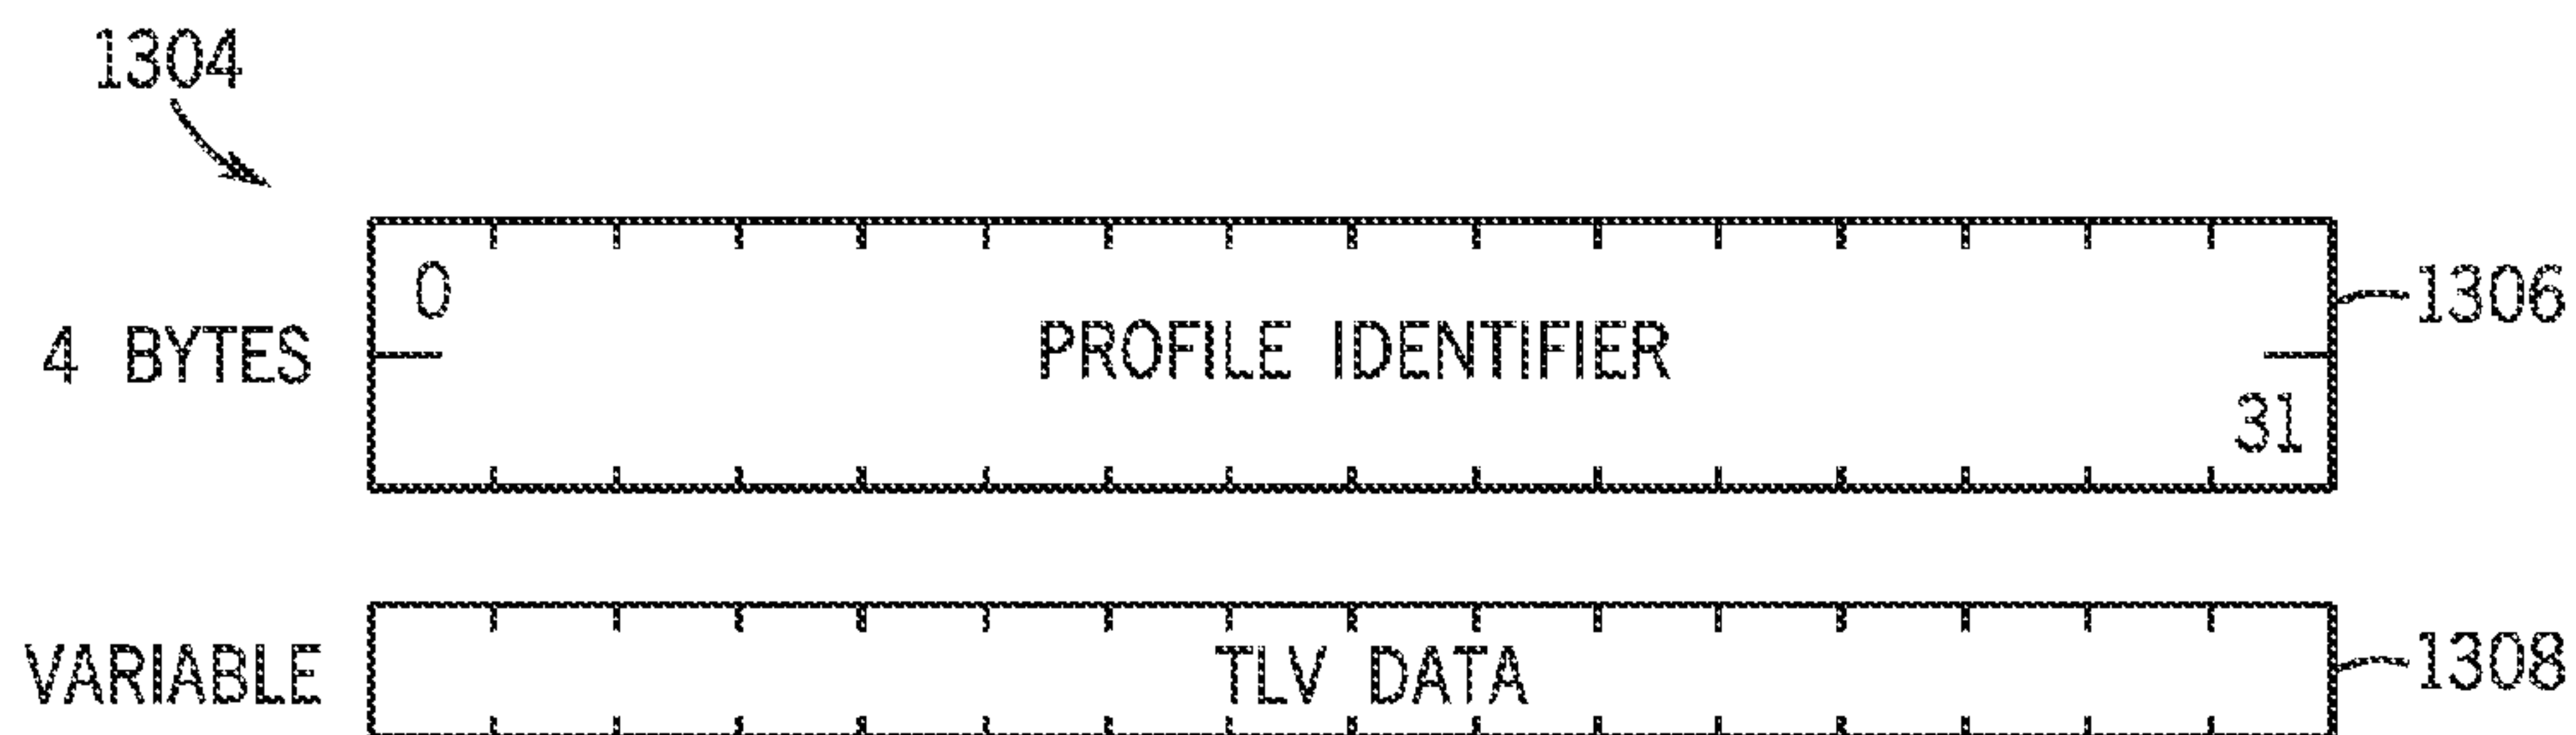 1304
0
4 BYTES PROFILE IDENTIFIER 1306
31
VARIABLE TLV DATA 1308